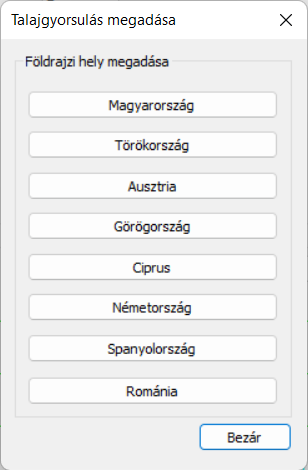 Talajgyorsulás megadása
Földrajzi hely megadása
Magyarország
Törökország
Ausztria
Görögország
Ciprus
Németország
Spanyolország
Románia
Bezár